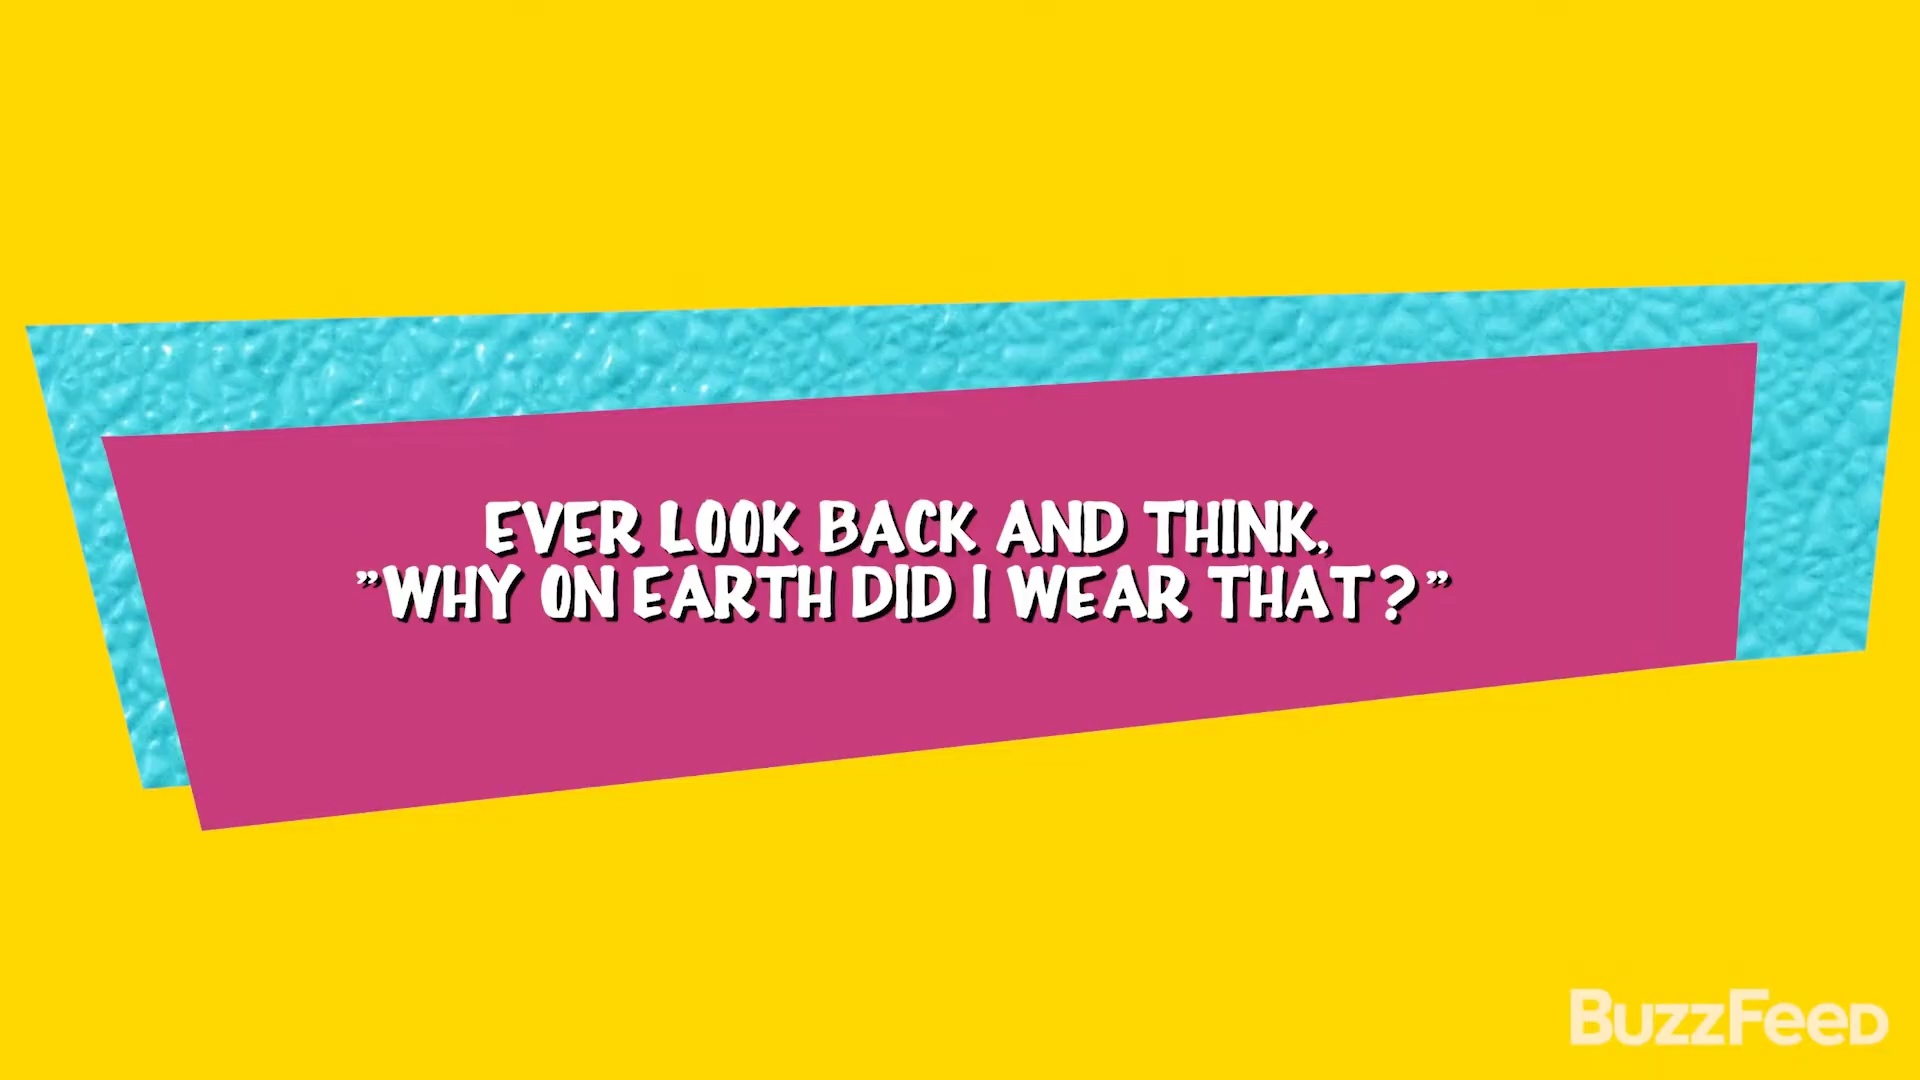 EVER LOOK BACK AND THINK,
"WHY ON EARTH DID I WEAR THAT?"
BuzzFeed